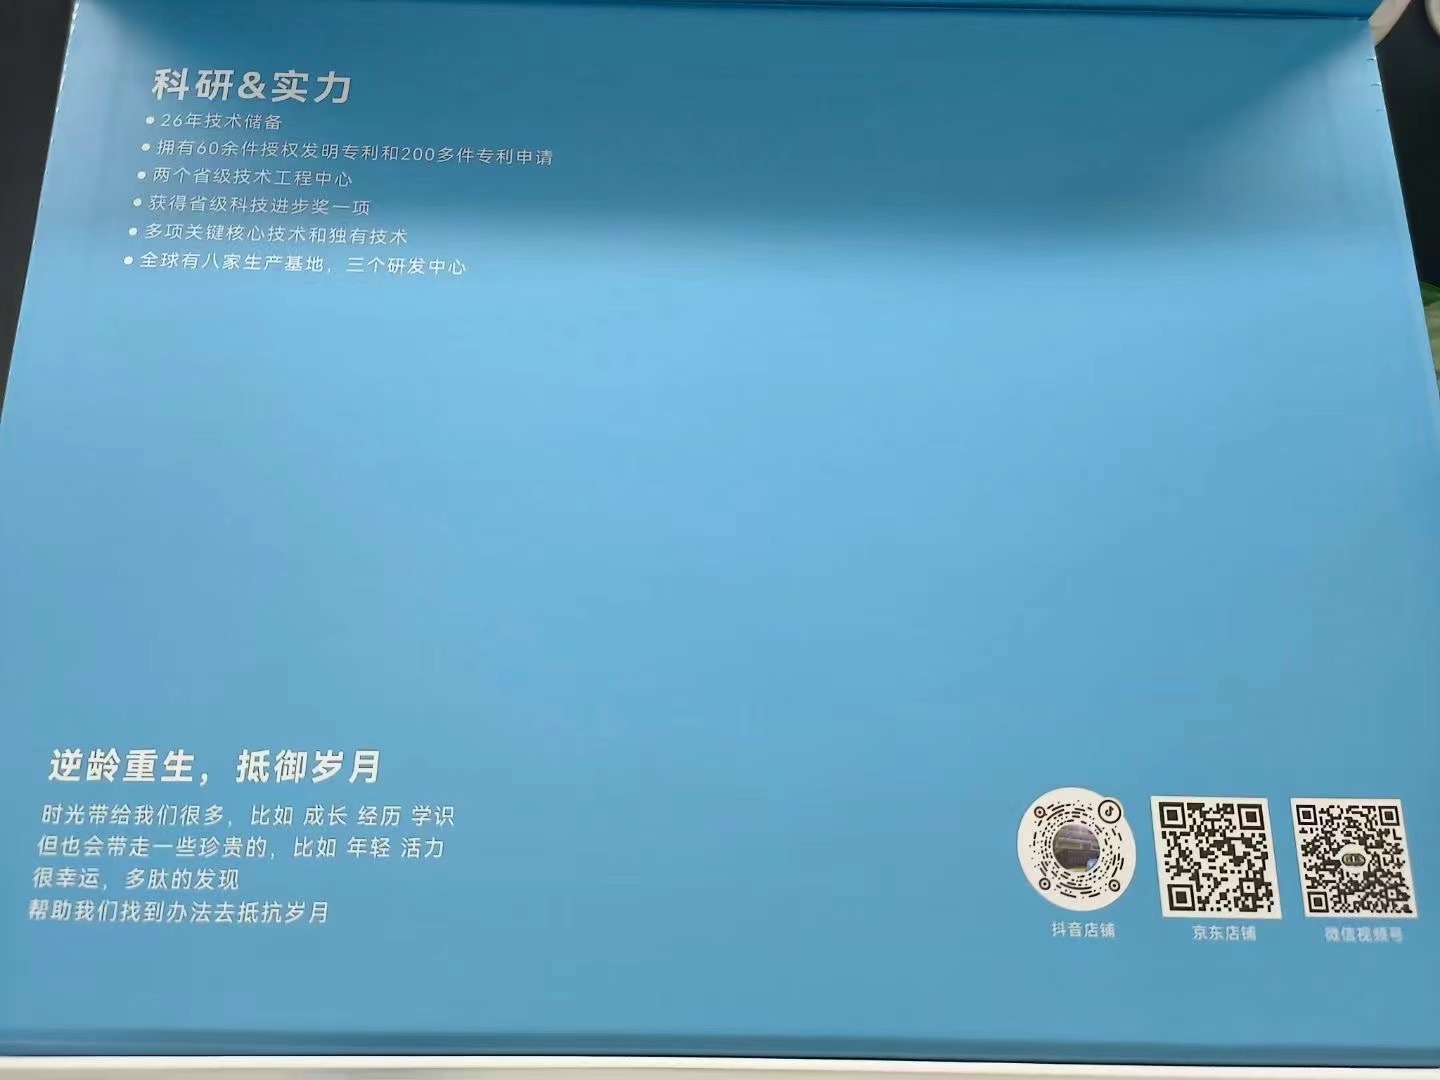 科研&实力
●26年技术储备
●拥有60余件授权发明专利和200多件专利申请
●两个省级技术工程中心
●获得省级科技进步奖一项
●多项关键核心技术和独有技术
●全球有八家生产基地，三个研发中心
逆龄重生，抵御岁月
时光带给我们很多，比如 成长 经历 学识
但也会带走一些珍贵的，比如 年轻 活力
很幸运，多肽的发现
帮助我们找到办法去抵抗岁月
抖音店铺
京东店铺
微信视频号